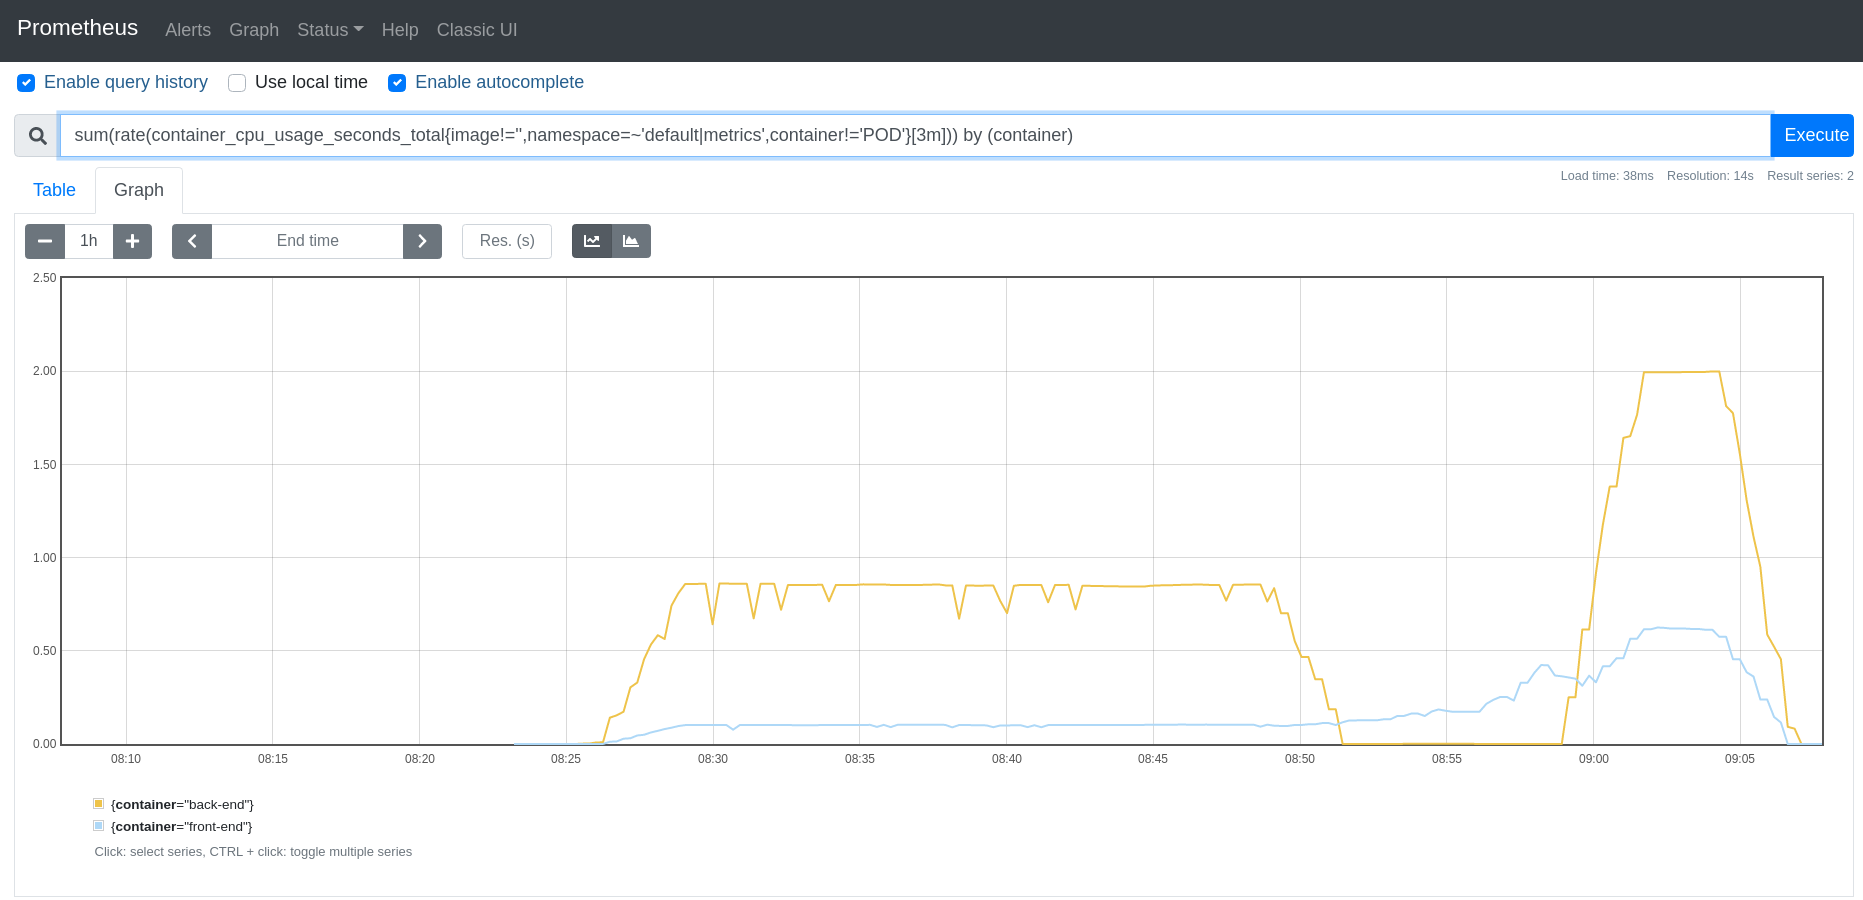 Prometheus Alerts Graph Status Help Classic UI
Enable query history Use local time Enable autocomplete
sum(rate(container_cpu_usage_seconds_total{image!='',namespace=~'default|metrics',container!='POD'}[3m])) by (container) Execute
Table Graph Load time: 38ms Resolution: 14s Result series: 2
1h End time Res. (s)
2.50
2.00
1.50
1.00
0.50
0.00
08:10 08:15 08:20 08:25 08:30 08:35 08:40 08:45 08:50 08:55 09:00 09:05
{container="back-end"}
{container="front-end"}
Click: select series, CTRL + click: toggle multiple series